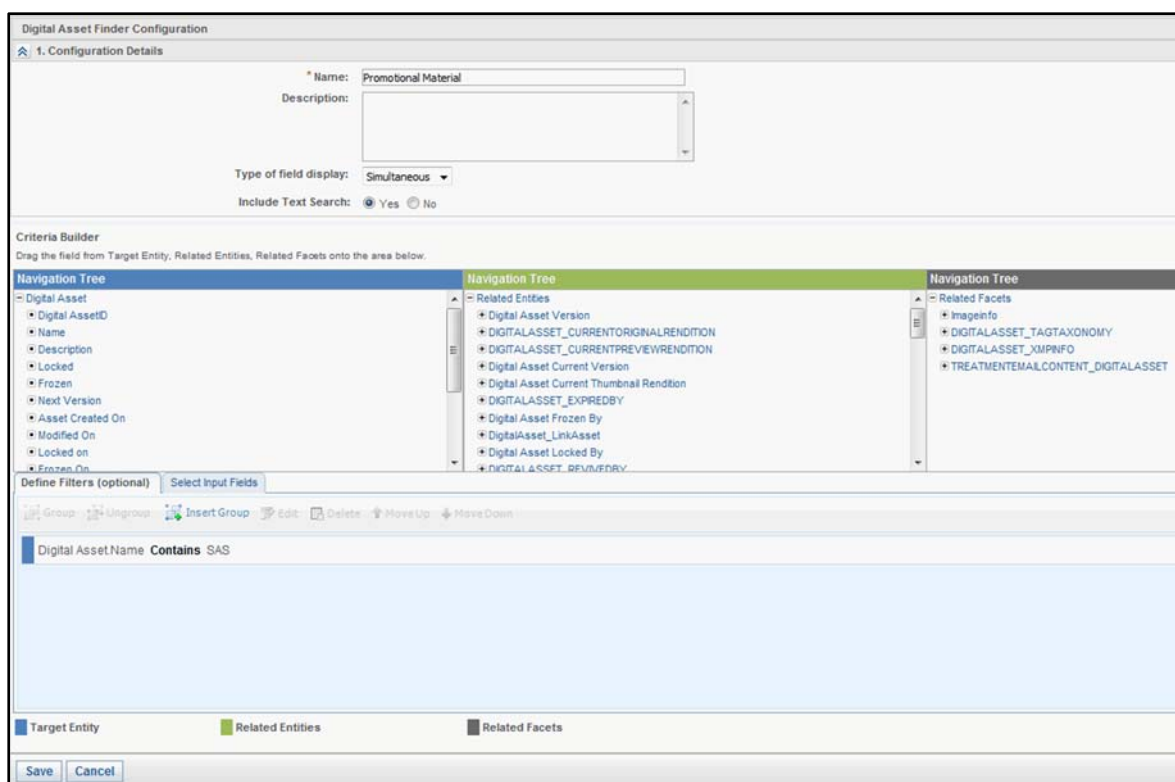 Digital Asset Finder Configuration
1. Configuration Details
*Name: Promotional Material
Description:
Type of field display: Simultaneous
Include Text Search: Yes No
Criteria Builder
Drag the field from Target Entity, Related Entities, Related Facets onto the area below.
Navigation Tree Navigation Tree Navigation Tree
Digital Asset Related Entities Related Facets
Digital AssetID Digital Asset Version Imageinfo
Name DIGITALASSET_CURRENTORIGINALRENDITION DIGITALASSET_TAGTAXONOMY
Description DIGITALASSET_CURRENTPREVIEWRENDITION DIGITALASSET_XMPINFO
Locked Digital Asset Current Version TREATMENTEMAILCONTENT_DIGITALASSET
Frozen Digital Asset Current Thumbnail Rendition
Next Version DIGITALASSET_EXPIREDBY
Asset Created On Digital Asset Frozen By
Modified On DigitalAsset_LinkAsset
Locked on Digital Asset Locked By
Frozen On DIGITALASSET_REVIVEDBY
Define Filters (optional) Select Input Fields
Group Ungroup Insert Group Edit Delete Move Up Move Down
Digital Asset.Name Contains SAS
Target Entity Related Entities Related Facets
Save Cancel